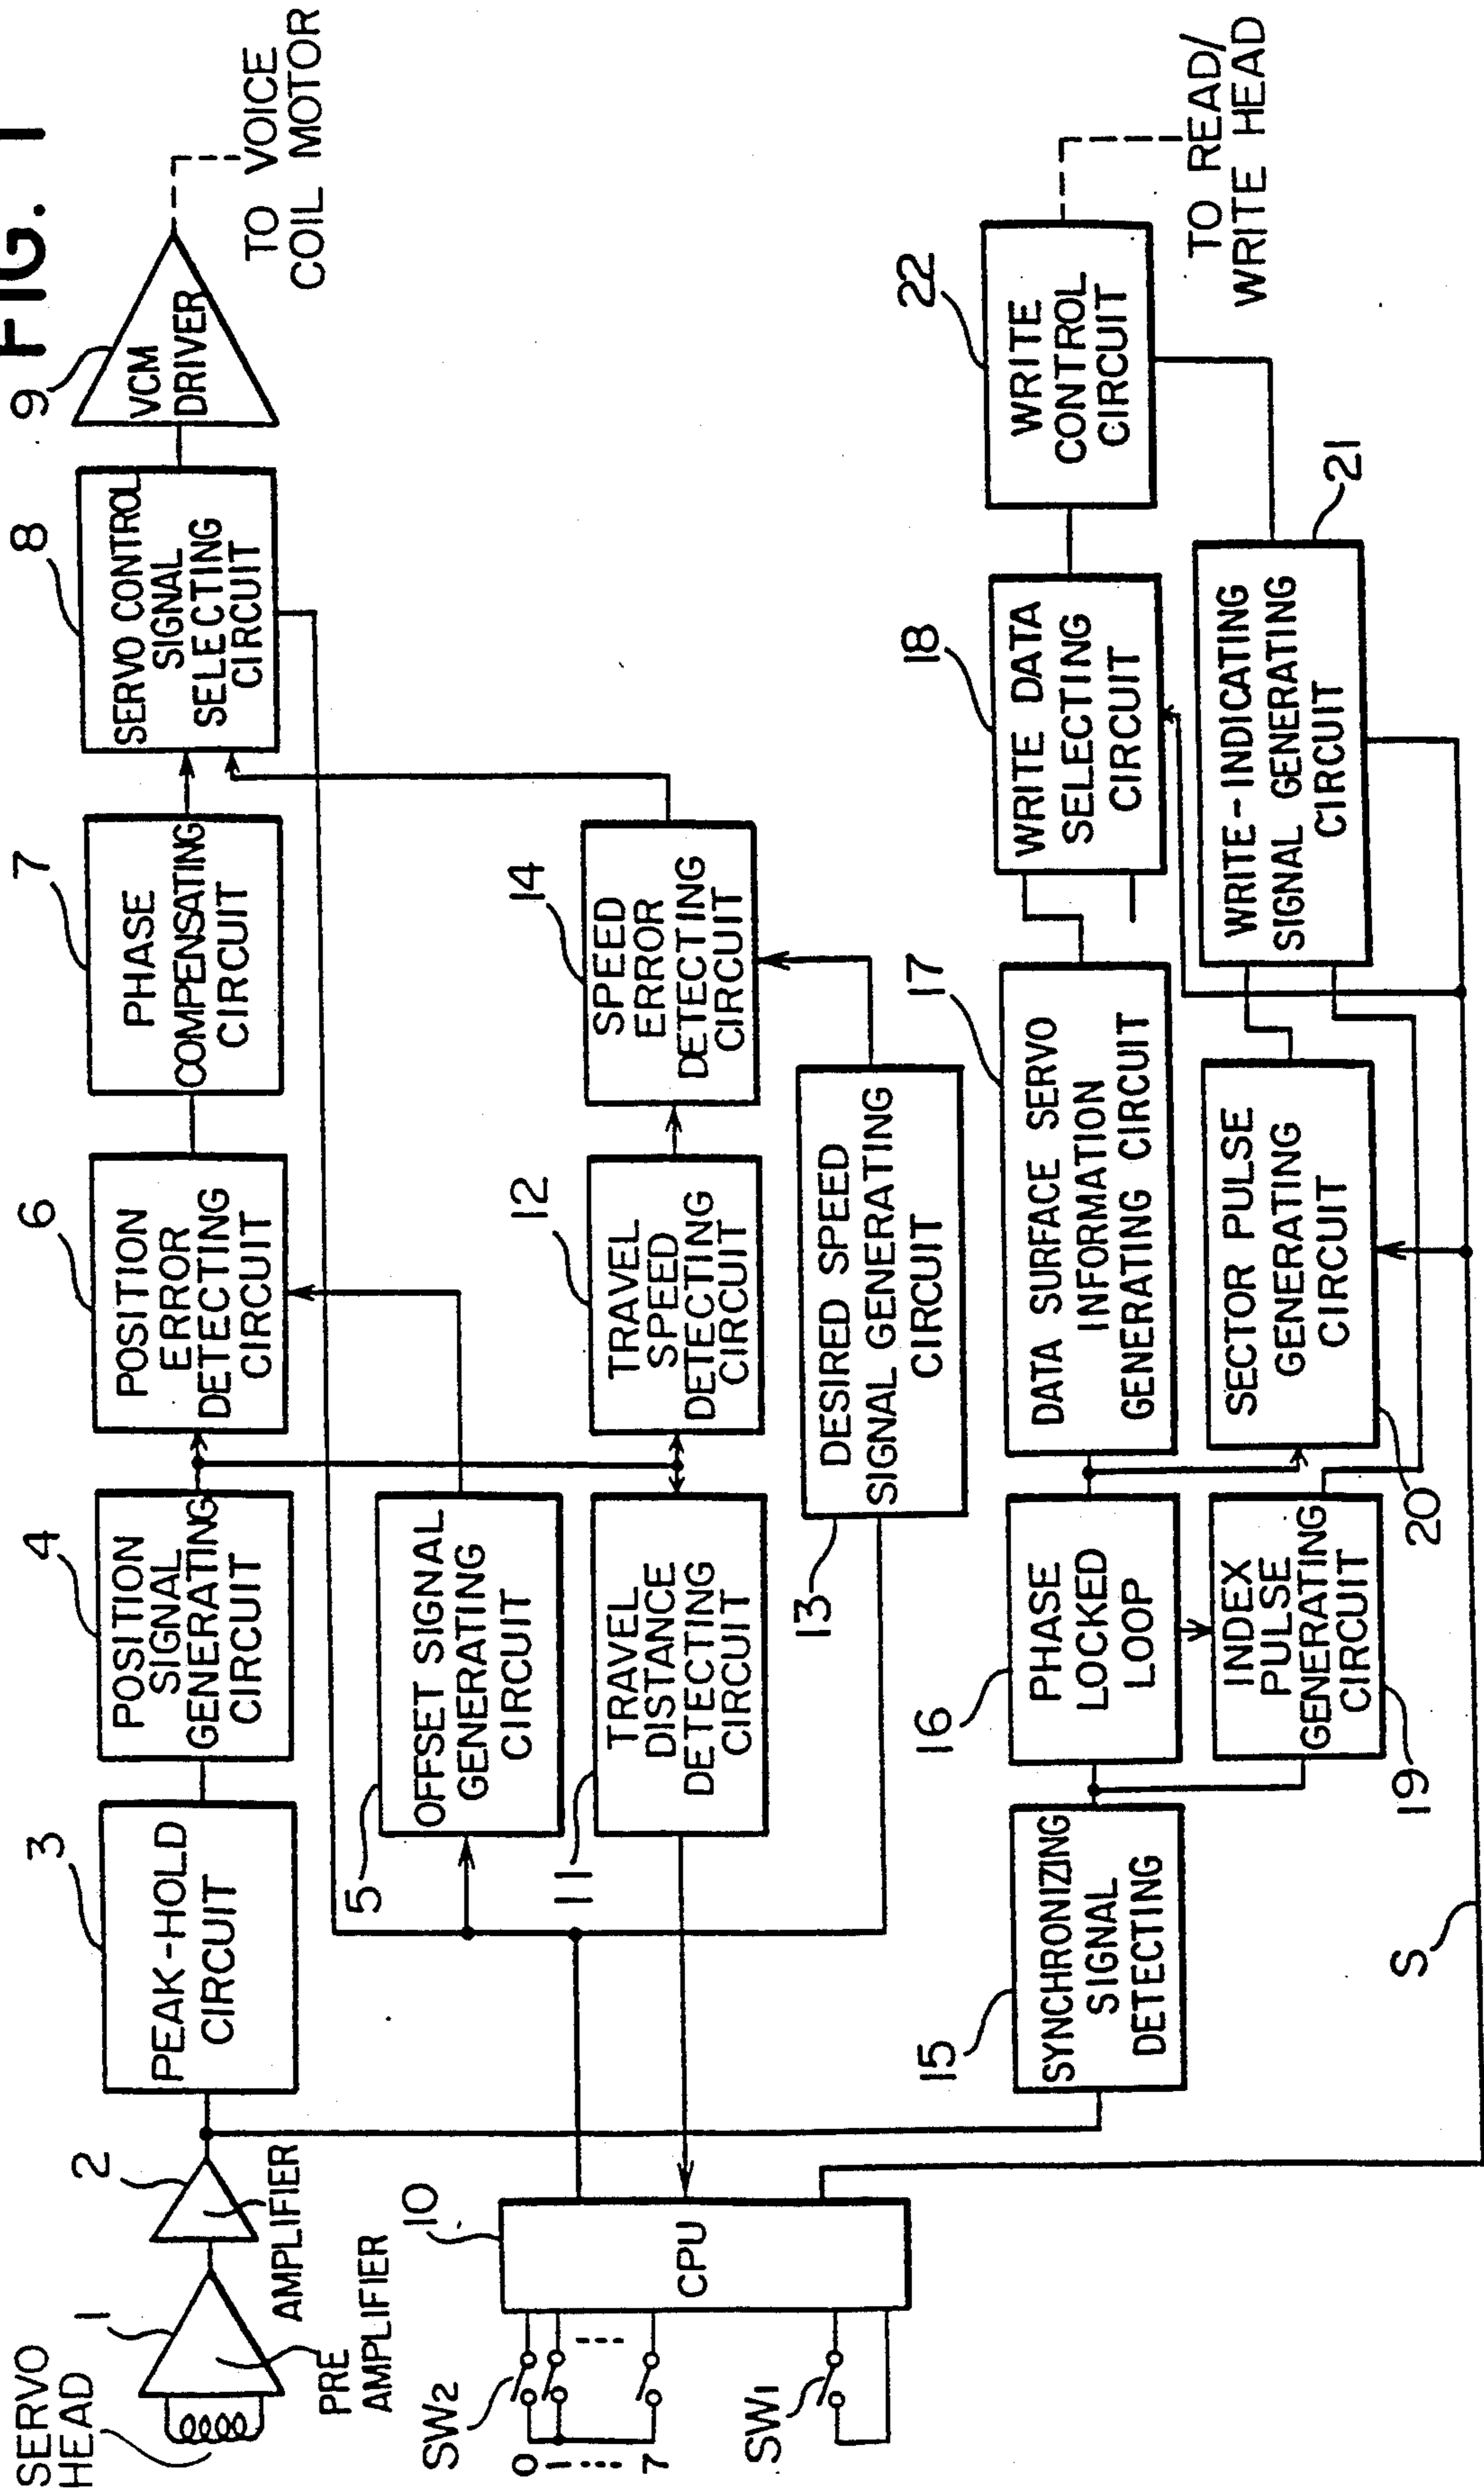 FIG. 1
SERVO
HEAD
1
PRE
AMPLIFIER
2
AMPLIFIER
3
PEAK-HOLD
CIRCUIT
4
POSITION
SIGNAL
GENERATING
CIRCUIT
6
POSITION
ERROR
DETECTING
CIRCUIT
7
PHASE
COMPENSATING
CIRCUIT
8
SERVO CONTROL
SIGNAL
SELECTING
CIRCUIT
9
VCM
DRIVER
TO VOICE
COIL MOTOR
5
OFFSET SIGNAL
GENERATING
CIRCUIT
11
TRAVEL
DISTANCE
DETECTING
CIRCUIT
12
TRAVEL
SPEED
DETECTING
CIRCUIT
14
SPEED
ERROR
DETECTING
CIRCUIT
13
DESIRED SPEED
SIGNAL GENERATING
CIRCUIT
10
CPU
SW2
0
1
7
SW1
15
SYNCHRONIZING
SIGNAL
DETECTING
16
PHASE
LOCKED
LOOP
17
DATA SURFACE SERVO
INFORMATION
GENERATING CIRCUIT
18
WRITE DATA
SELECTING
CIRCUIT
22
WRITE
CONTROL
CIRCUIT
TO READ/
WRITE HEAD
19
INDEX
PULSE
GENERATING
CIRCUIT
20
SECTOR PULSE
GENERATING
CIRCUIT
21
WRITE-INDICATING
SIGNAL GENERATING
CIRCUIT
S